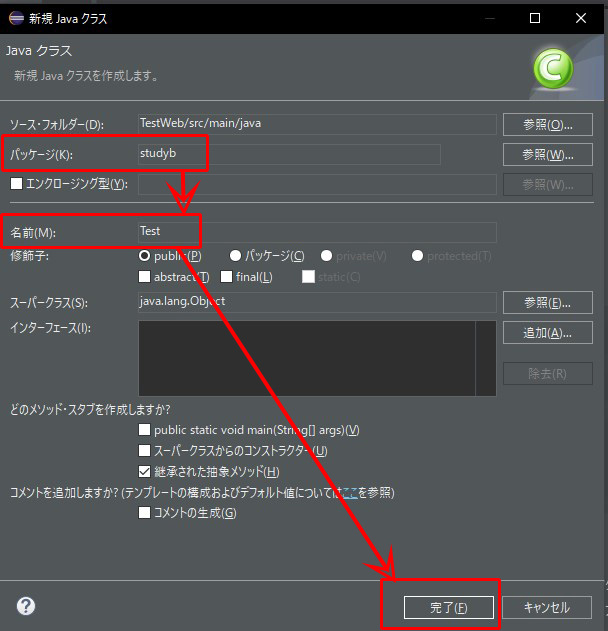 新規 Java クラス
Java クラス
新規 Java クラスを作成します。
C
ソース・フォルダー(D): TestWeb/src/main/java 参照(O)...
パッケージ(K): studyb 参照(W)...
エンクロージング型(Y): 参照(W)...
名前(M): Test
修飾子: public(P) パッケージ(C) private(V) protected(T)
abstract(T) final(L) static(C)
スーパークラス(S): java.lang.Object 参照(E)...
インターフェース(I): 追加(A)...
除去(R)
どのメソッド・スタブを作成しますか?
public static void main(String[] args)(V)
スーパークラスからのコンストラクター(U)
継承された抽象メソッド(H)
コメントを追加しますか? (テンプレートの構成およびデフォルト値についてはここを参照)
コメントの生成(G)
? 完了(F) キャンセル